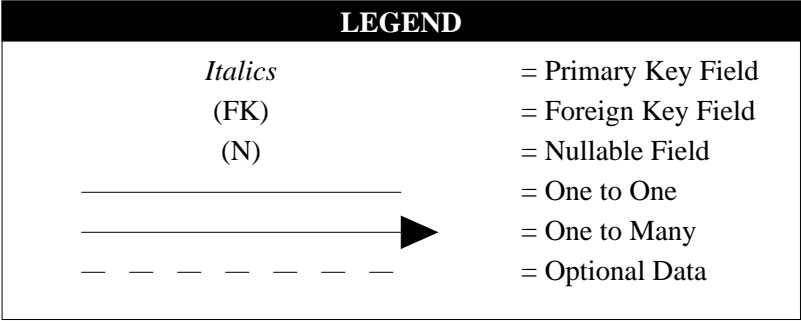 LEGEND
Italics = Primary Key Field
(FK) = Foreign Key Field
(N) = Nullable Field
= One to One
= One to Many
= Optional Data